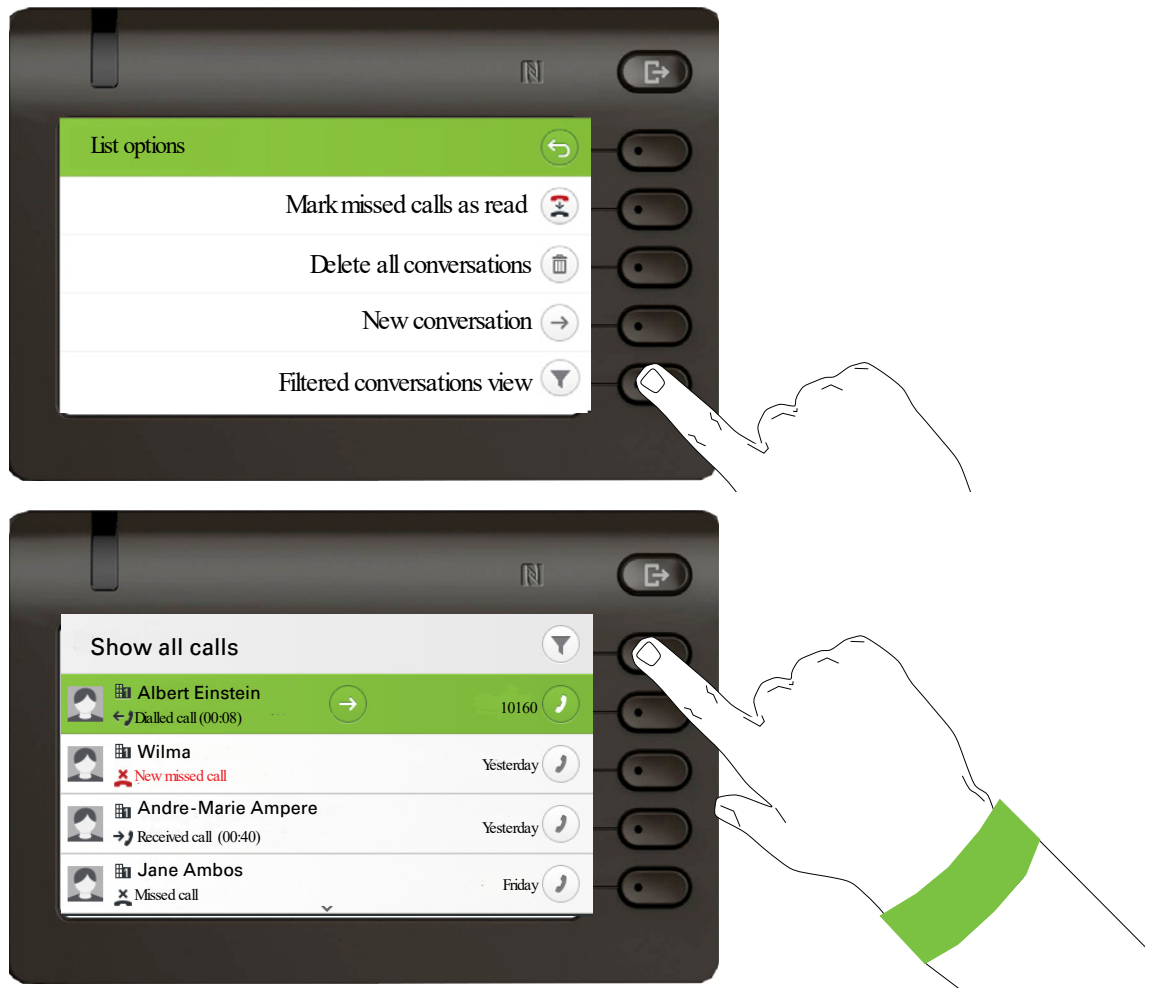 List options
Mark missed calls as read
Delete all conversations
New conversation
Filtered conversations view
Show all calls
Albert Einstein
Dialled call (00:08)
10160
Wilma
New missed call
Yesterday
Andre-Marie Ampere
Received call (00:40)
Yesterday
Jane Ambos
Missed call
Friday